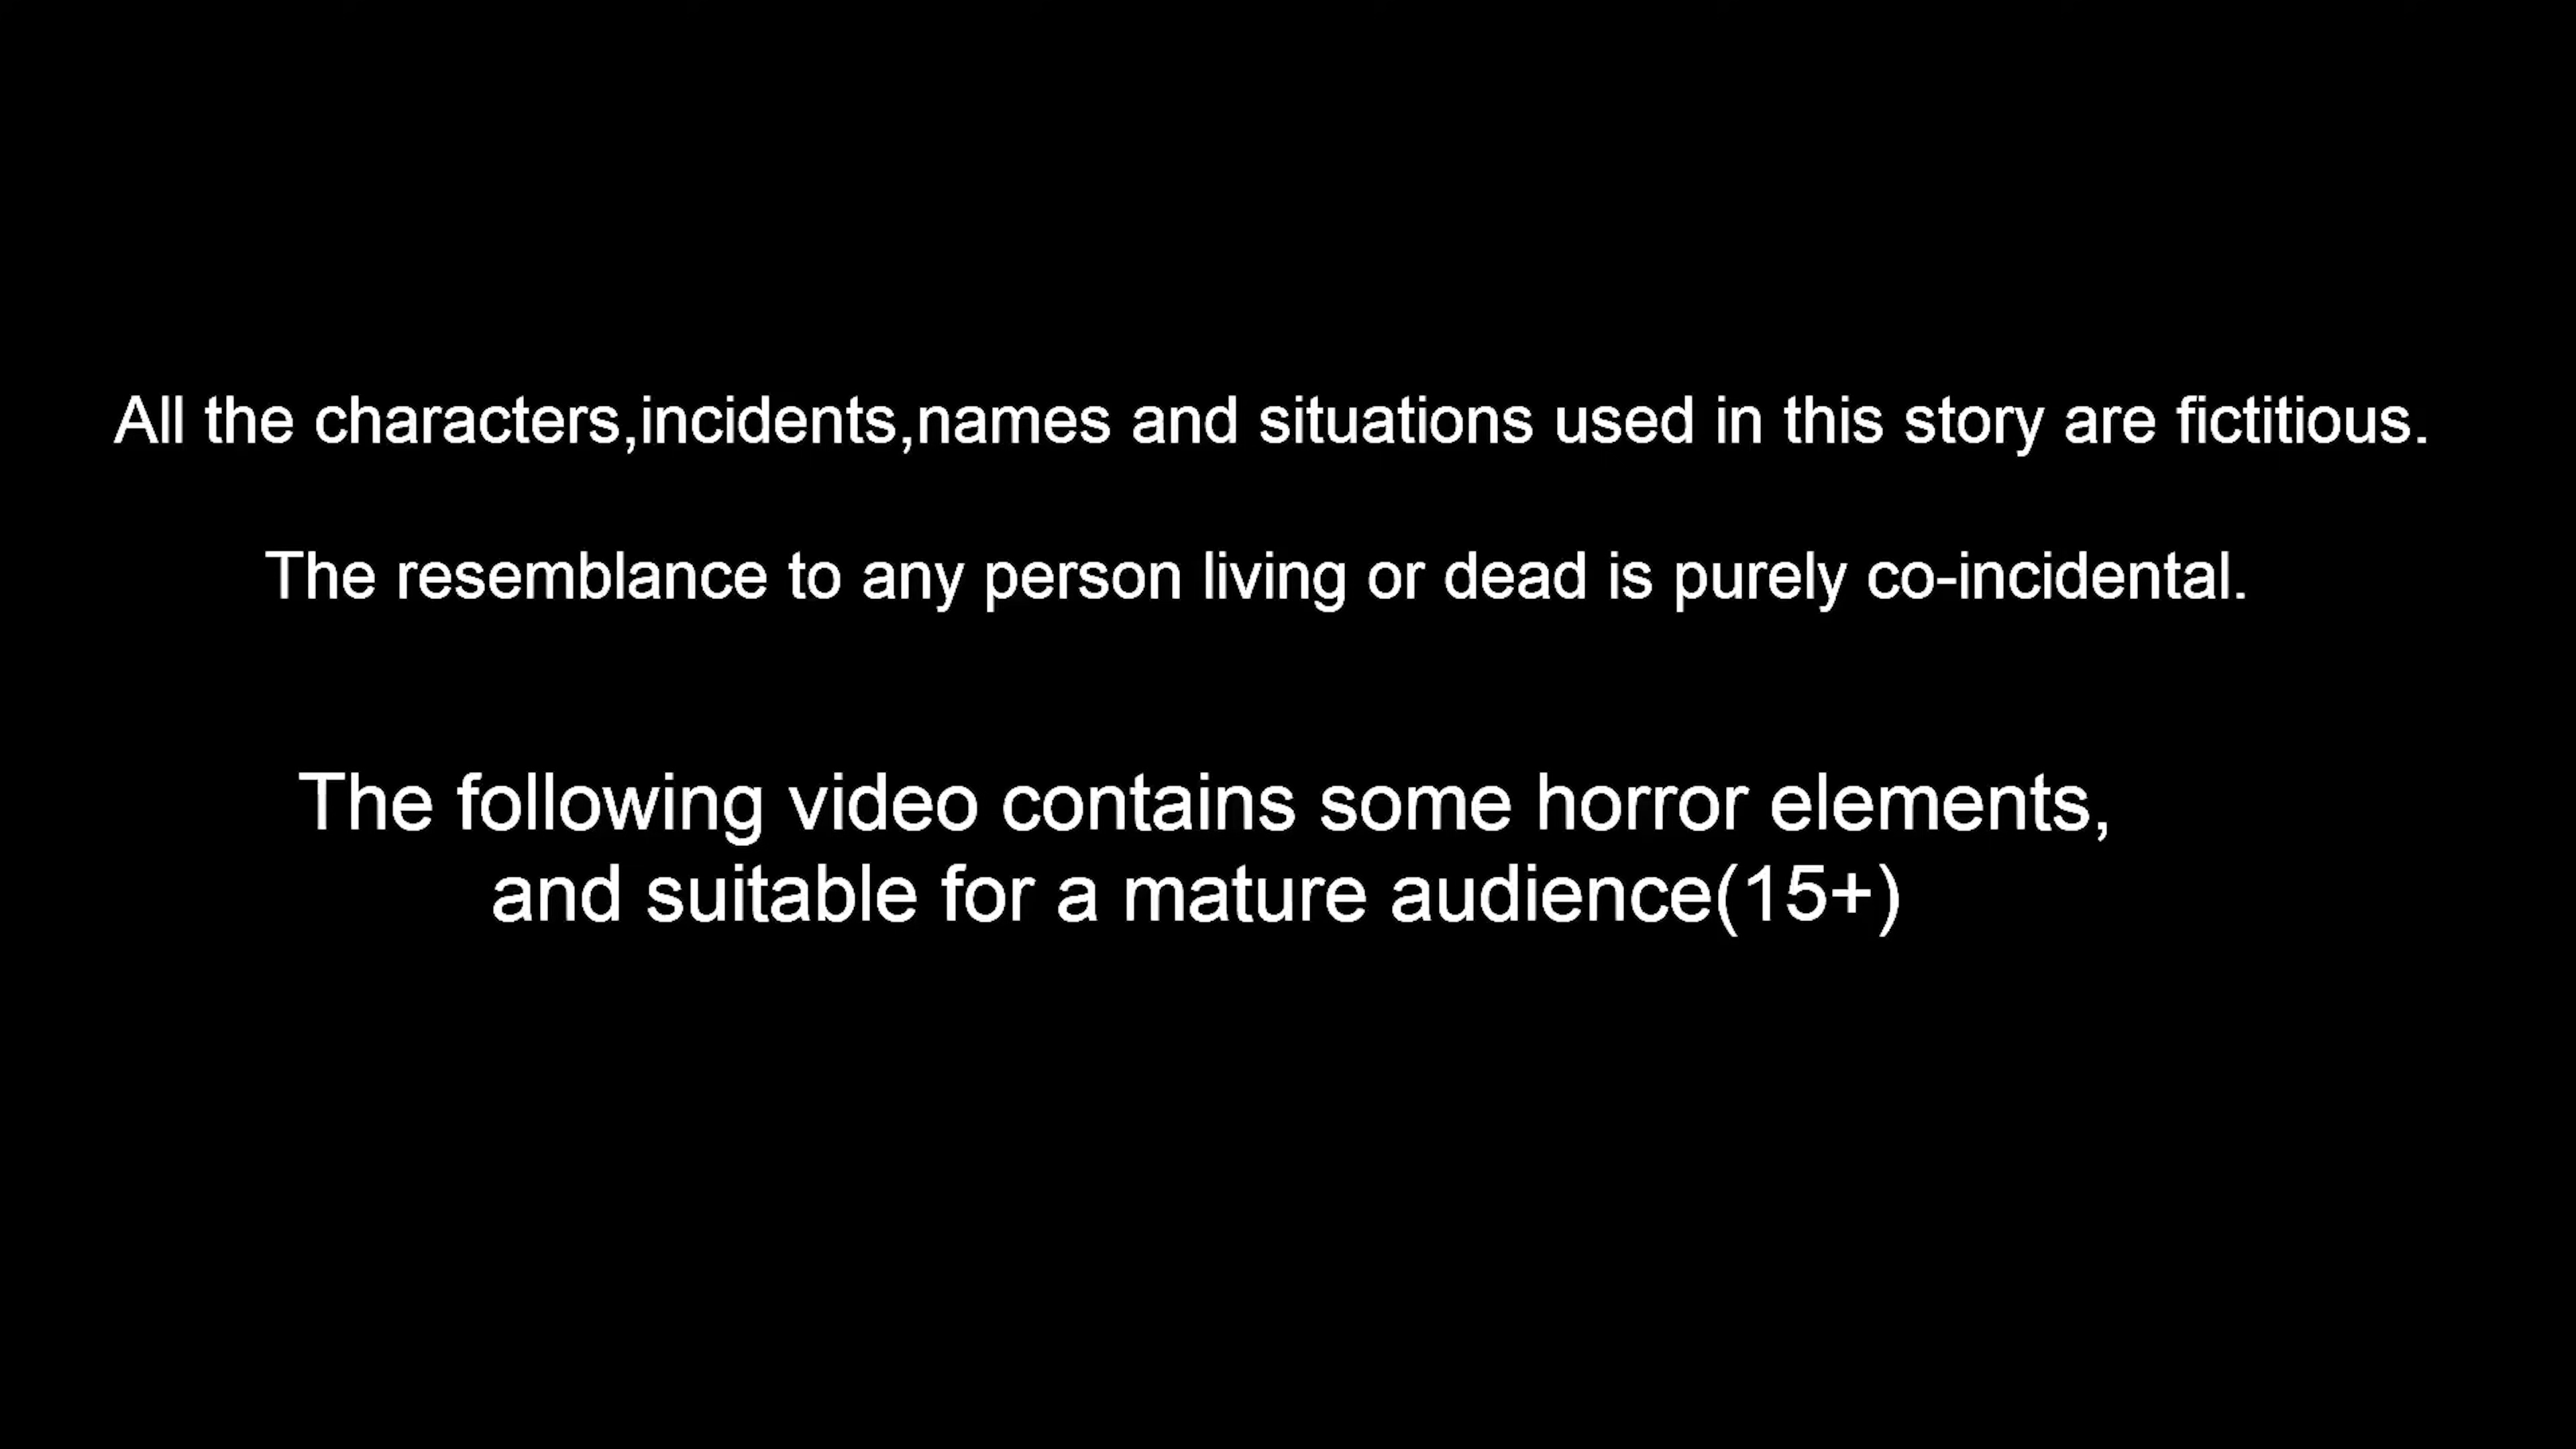 All the characters,incidents,names and situations used in this story are fictitious.
The resemblance to any person living or dead is purely co-incidental.
The following video contains some horror elements,
and suitable for a mature audience(15+)